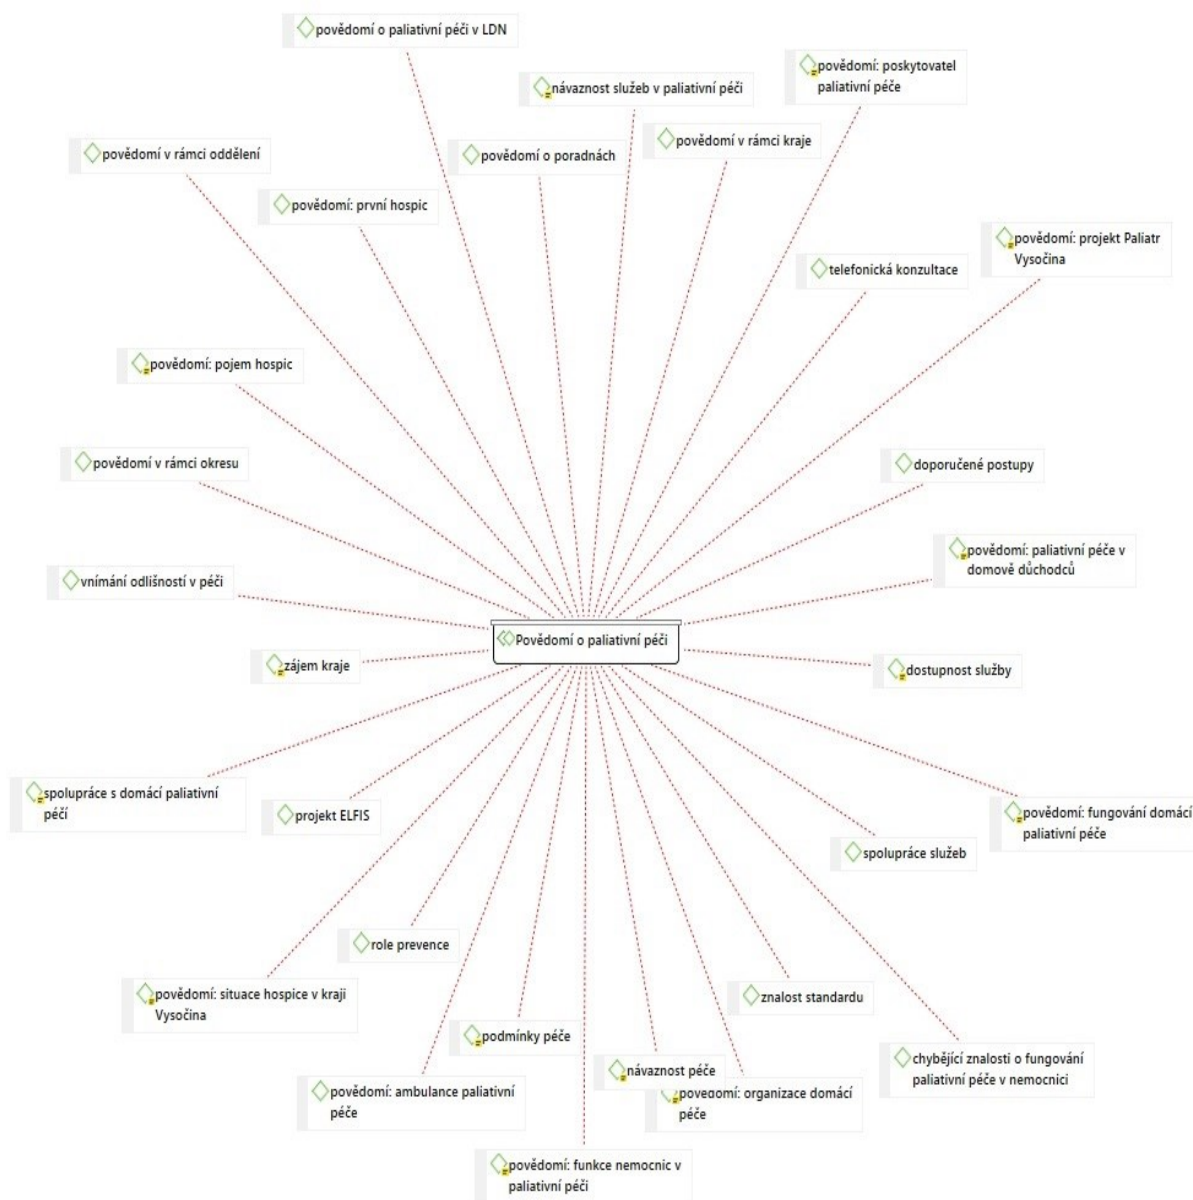 povědomí o paliativní péči v LDN
povědomí: poskytovatel
paliativní péče
návaznost služeb v paliativní péči
povědomí v rámci kraje
povědomí o poradnách
povědomí v rámci oddělení
povědomí: první hospic
povědomí: projekt Paliatr
Vysočina
telefonická konzultace
povědomí: pojem hospic
povědomí v rámci okresu
doporučené postupy
povědomí: paliativní péče v
domově důchodců
vnímání odlišností v péči
Povědomí o paliativní péči
zájem kraje
dostupnost služby
spolupráce s domácí paliativní
péčí
projekt ELFIS
povědomí: fungování domácí
paliativní péče
spolupráce služeb
role prevence
povědomí: situace hospice v kraji
Vysočina
znalost standardu
podmínky péče
chybějící znalosti o fungování
paliativní péče v nemocnici
návaznost péče
povědomí: ambulance paliativní
péče
povědomí: organizace domácí
péče
povědomí: funkce nemocnic v
paliativní péči